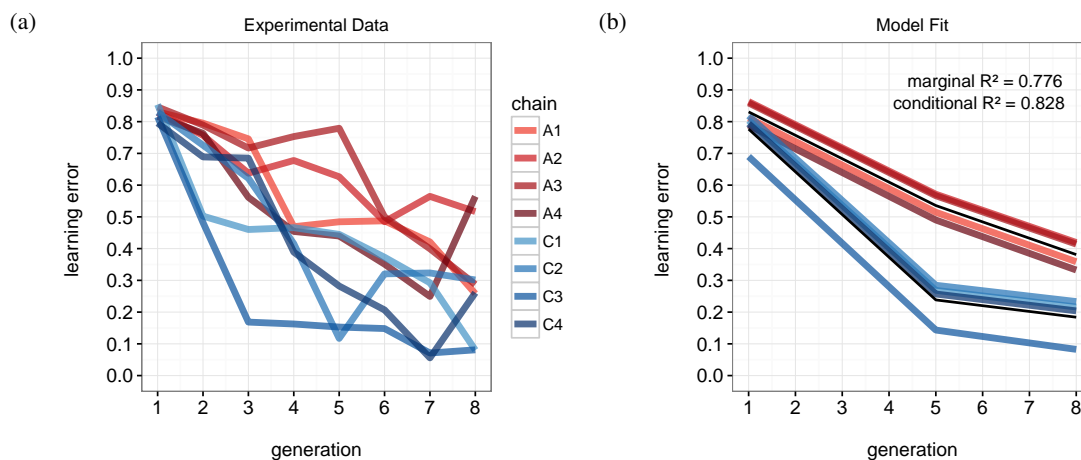 (a)
Experimental Data
1.0
0.9
0.8
0.7
0.6
0.5
0.4
0.3
0.2
0.1
0.0
learning error
1 2 3 4 5 6 7 8
generation
chain
A1
A2
A3
A4
C1
C2
C3
C4
(b)
Model Fit
marginal R² = 0.776
conditional R² = 0.828
1.0
0.9
0.8
0.7
0.6
0.5
0.4
0.3
0.2
0.1
0.0
learning error
1 2 3 4 5 6 7 8
generation